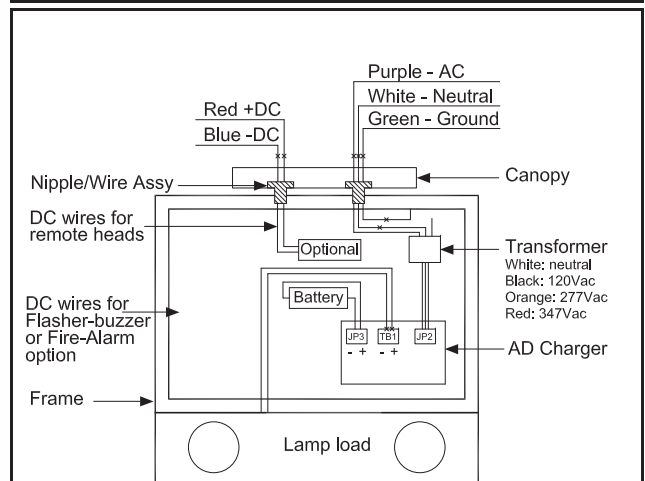 Purple - AC
White - Neutral
Green - Ground
Red +DC
Blue -DC
Nipple/Wire Assy
Canopy
DC wires for
remote heads
Optional
Transformer
White: neutral
Black: 120Vac
Orange: 277Vac
Red: 347Vac
Battery
DC wires for
Flasher-buzzer
or Fire-Alarm
option
JP3
TB1
JP2
- +
- +
AD Charger
Frame
Lamp load